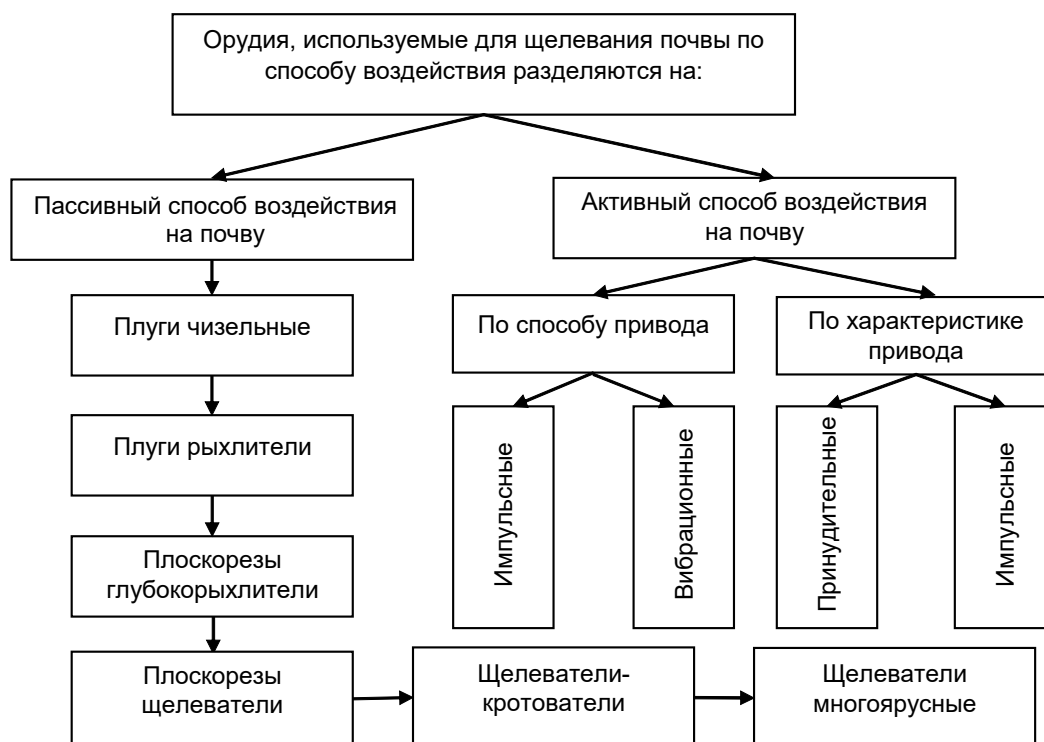 Орудия, используемые для щелевания почвы по
способу воздействия разделяются на:
Пассивный способ воздействия
на почву
Активный способ воздействия
на почву
Плуги чизельные
По способу привода
По характеристике
привода
Плуги рыхлители
Импульсные
Вибрационные
Принудительные
Импульсные
Плоскорезы
глубокорыхлители
Плоскорезы
щелеватели
Щелеватели-
кротователи
Щелеватели
многоярусные